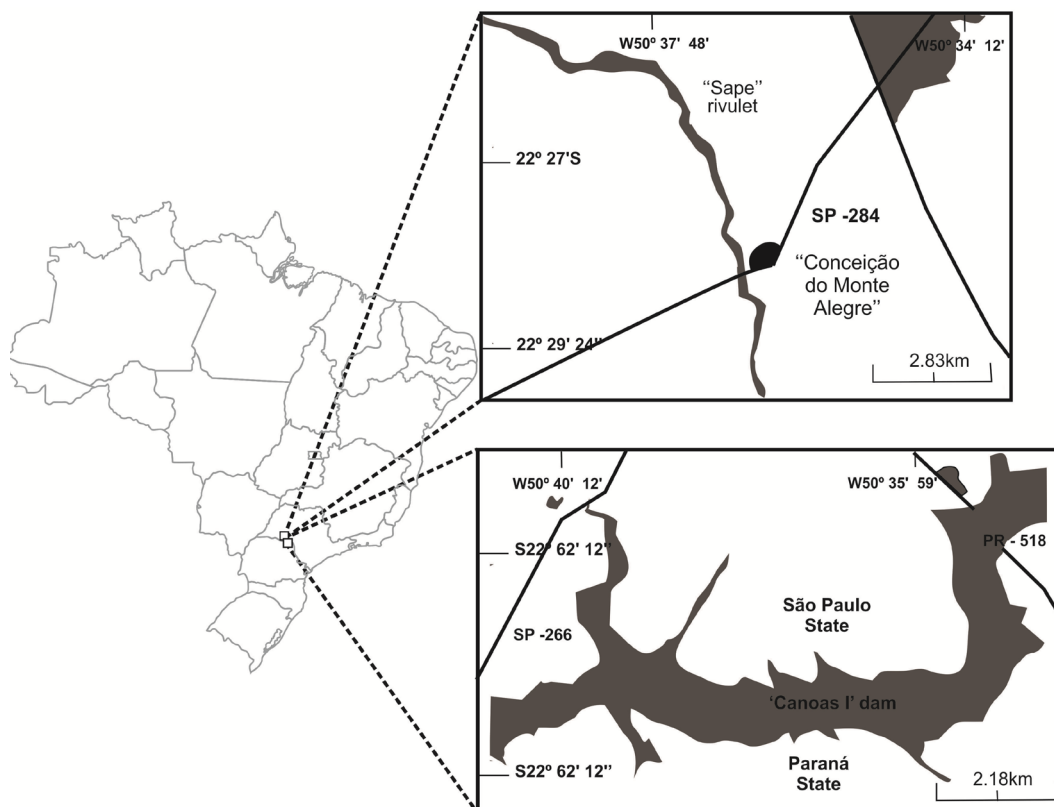 W50º 37' 48'
W50º 34' 12'
“Sape”
rivulet
22º 27'S
SP -284
“Conceição
do Monte
Alegre”
22º 29' 24"
2.83km
W50º 40' 12'
W50º 35' 59'
S22º 62' 12"
PR - 518
São Paulo
State
SP -266
'Canoas I' dam
Paraná
State
S22º 62' 12"
2.18km